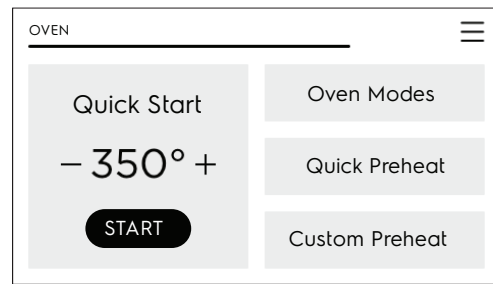 OVEN
Quick Start
− 350° +
START
Oven Modes
Quick Preheat
Custom Preheat